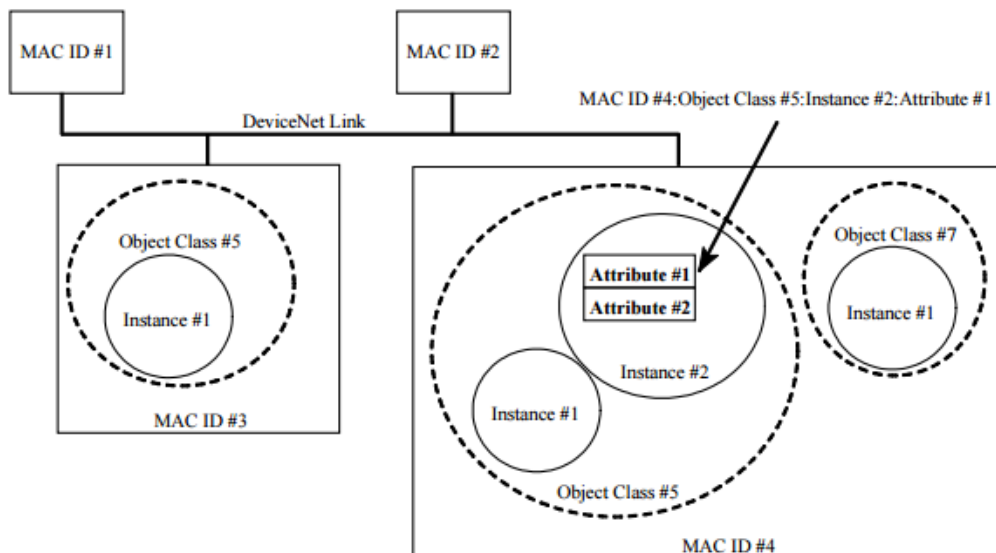 MAC ID #1
MAC ID #2
MAC ID #4:Object Class #5:Instance #2:Attribute #1
DeviceNet Link
Object Class #5
Instance #1
MAC ID #3
Attribute #1
Attribute #2
Instance #2
Instance #1
Object Class #5
Object Class #7
Instance #1
MAC ID #4